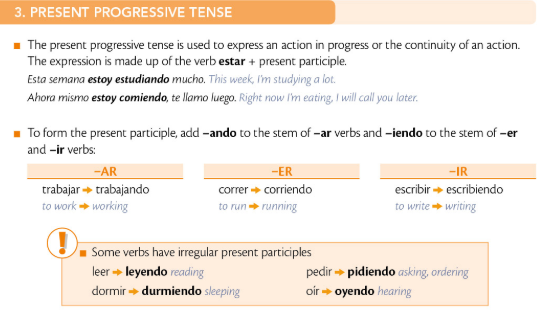 3. PRESENT PROGRESSIVE TENSE
The present progressive tense is used to express an action in progress or the continuity of an action.
The expression is made up of the verb estar + present participle.
Esta semana estoy estudiando mucho. This week, I'm studying a lot.
Ahora mismo estoy comiendo, te llamo luego. Right now I'm eating, I will call you later.
To form the present participle, add –ando to the stem of –ar verbs and –iendo to the stem of –er
and –ir verbs:
–AR –ER –IR
trabajar ➜ trabajando correr ➜ corriendo escribir ➜ escribiendo
to work ➜ working to run ➜ running to write ➜ writing
! Some verbs have irregular present participles
leer ➜ leyendo reading pedir ➜ pidiendo asking, ordering
dormir ➜ durmiendo sleeping oír ➜ oyendo hearing